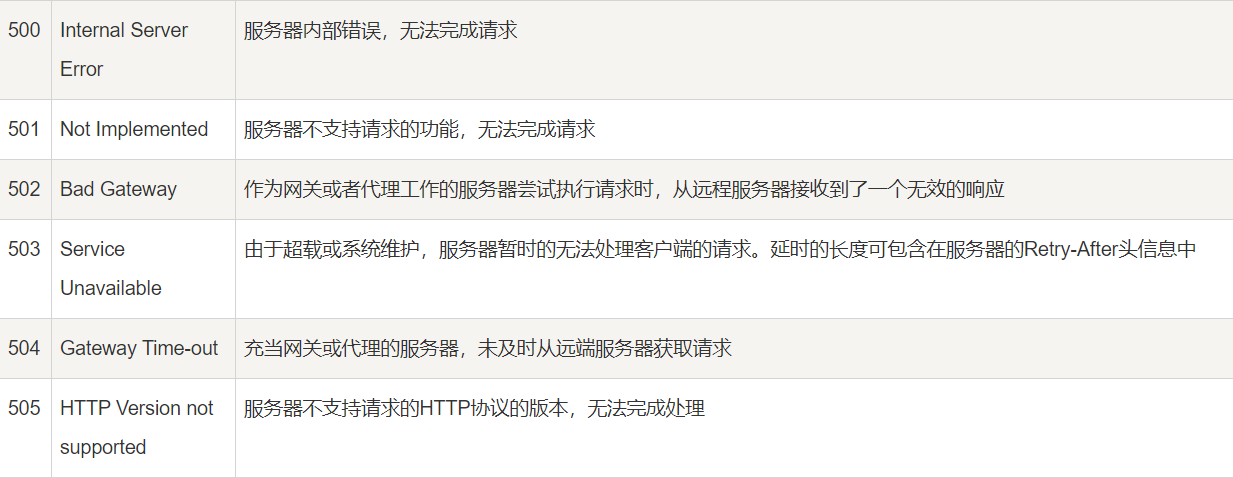 500 Internal Server 服务器内部错误，无法完成请求
Error
501 Not Implemented 服务器不支持请求的功能，无法完成请求
502 Bad Gateway 作为网关或者代理工作的服务器尝试执行请求时，从远程服务器接收到了一个无效的响应
503 Service 由于超载或系统维护，服务器暂时的无法处理客户端的请求。延时的长度可包含在服务器的Retry-After头信息中
Unavailable
504 Gateway Time-out 充当网关或代理的服务器，未及时从远端服务器获取请求
505 HTTP Version not 服务器不支持请求的HTTP协议的版本，无法完成处理
supported